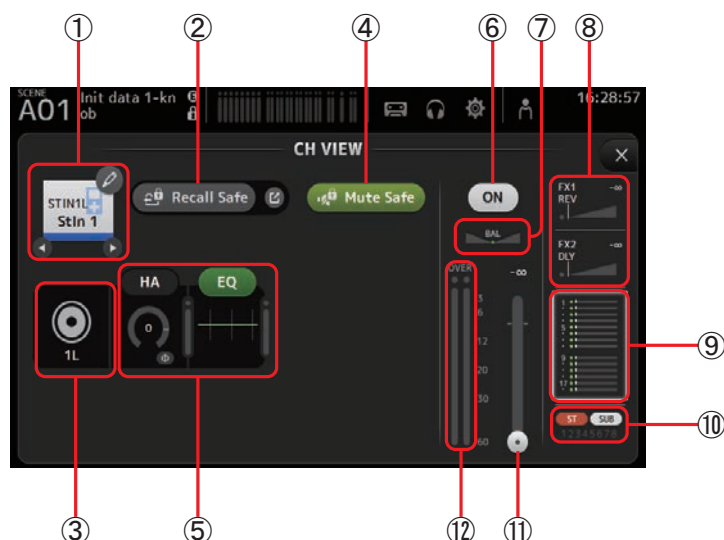 ① ② ④ ⑥ ⑦ ⑧
SCENE
A01
Init data 1-kn
ob
16:28:57
CH VIEW
STIN1L
StIn 1
Recall Safe
Mute Safe
ON
BAL
FX1
REV
-∞
FX2
DLY
-∞
HA
EQ
0
1L
OVER
-∞
3
6
12
20
30
60
1
5
9
17
ST
SUB
12345678
⑨
⑩
③ ⑤ ⑫ ⑪